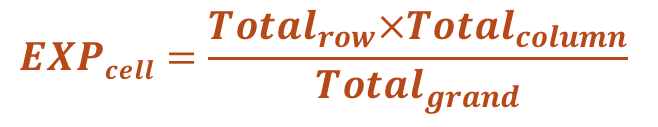 EXP_cell = Total_row×Total_column / Total_grand